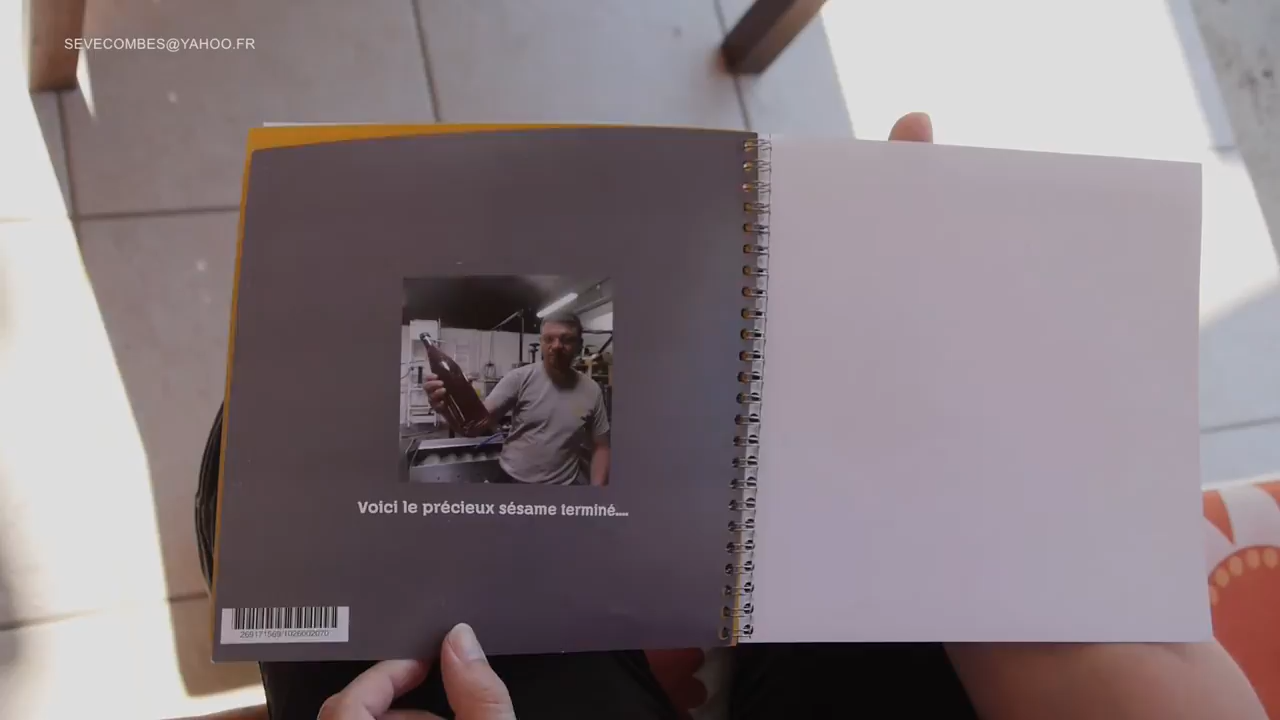 SEVECOMBES@YAHOO.FR
Voici le précieux sésame terminé....
269171569/1026002070